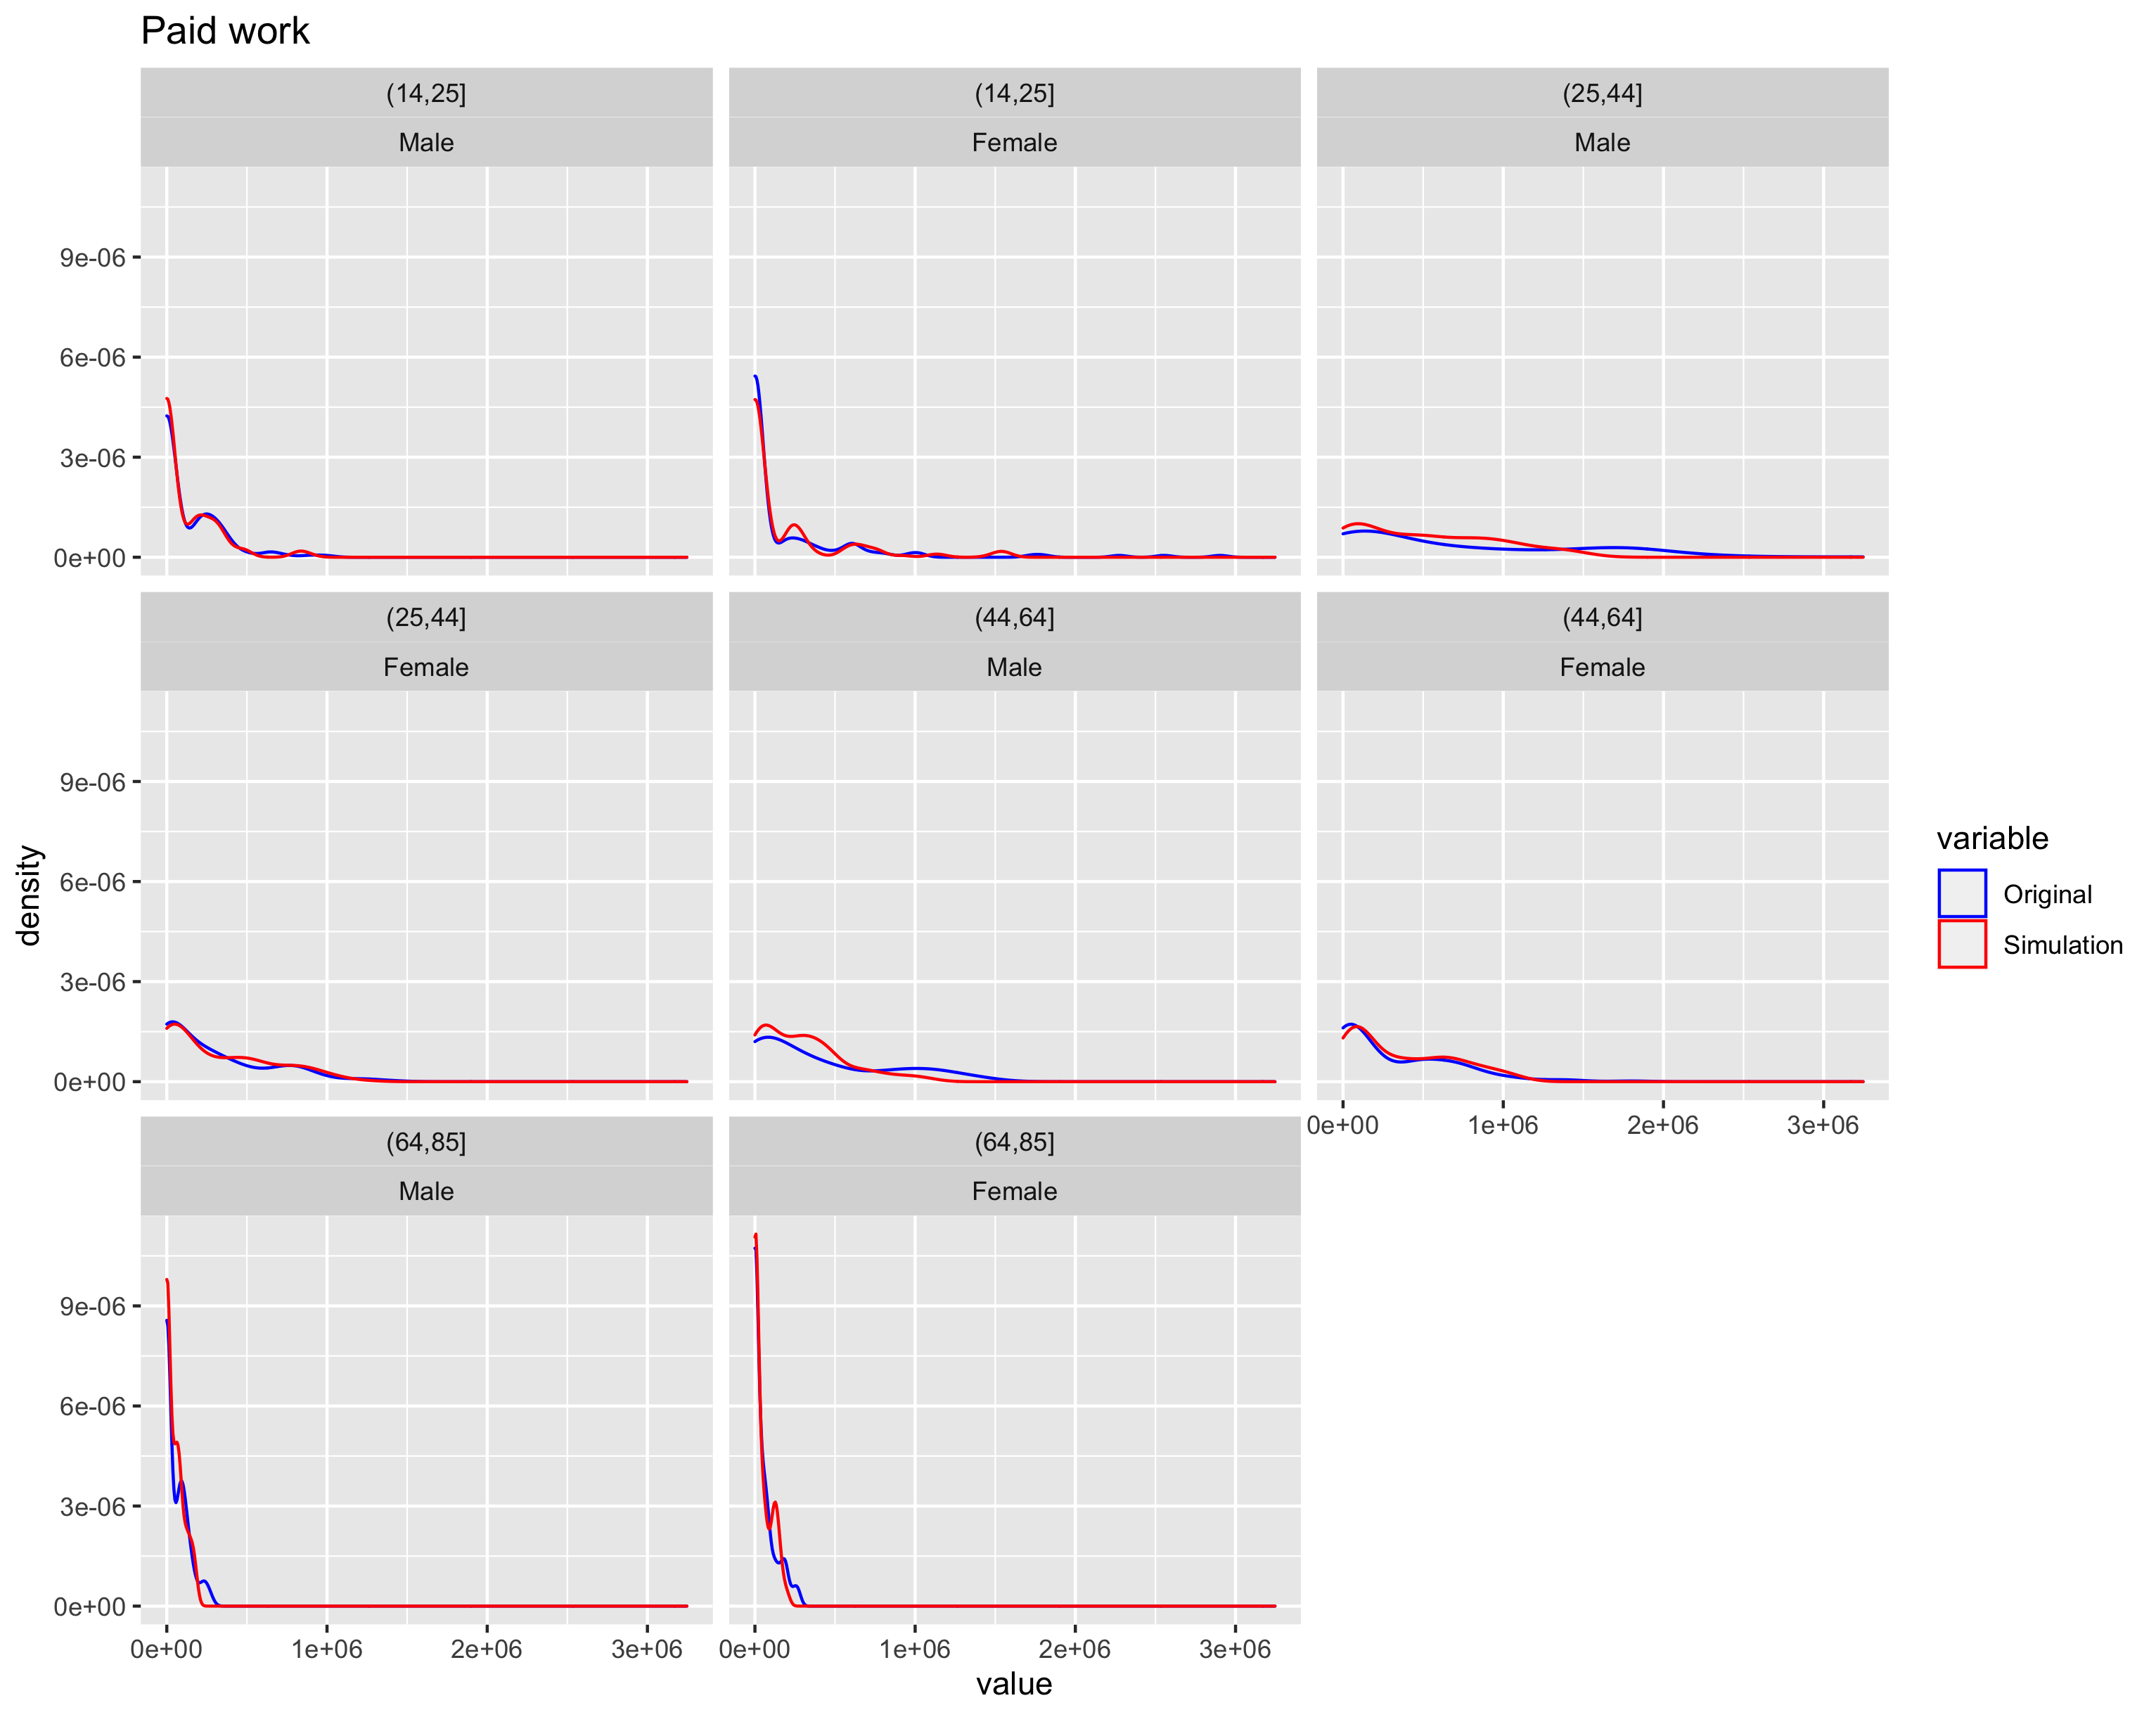 Paid work
(14,25]
Male
(14,25]
Female
(25,44]
Male
9e-06
6e-06
3e-06
0e+00
(25,44]
Female
(44,64]
Male
(44,64]
Female
9e-06
6e-06
3e-06
0e+00
0e+00 1e+06 2e+06 3e+06
(64,85]
Male
(64,85]
Female
9e-06
6e-06
3e-06
0e+00
0e+00 1e+06 2e+06 3e+06
0e+00 1e+06 2e+06 3e+06
value
density
variable
Original
Simulation